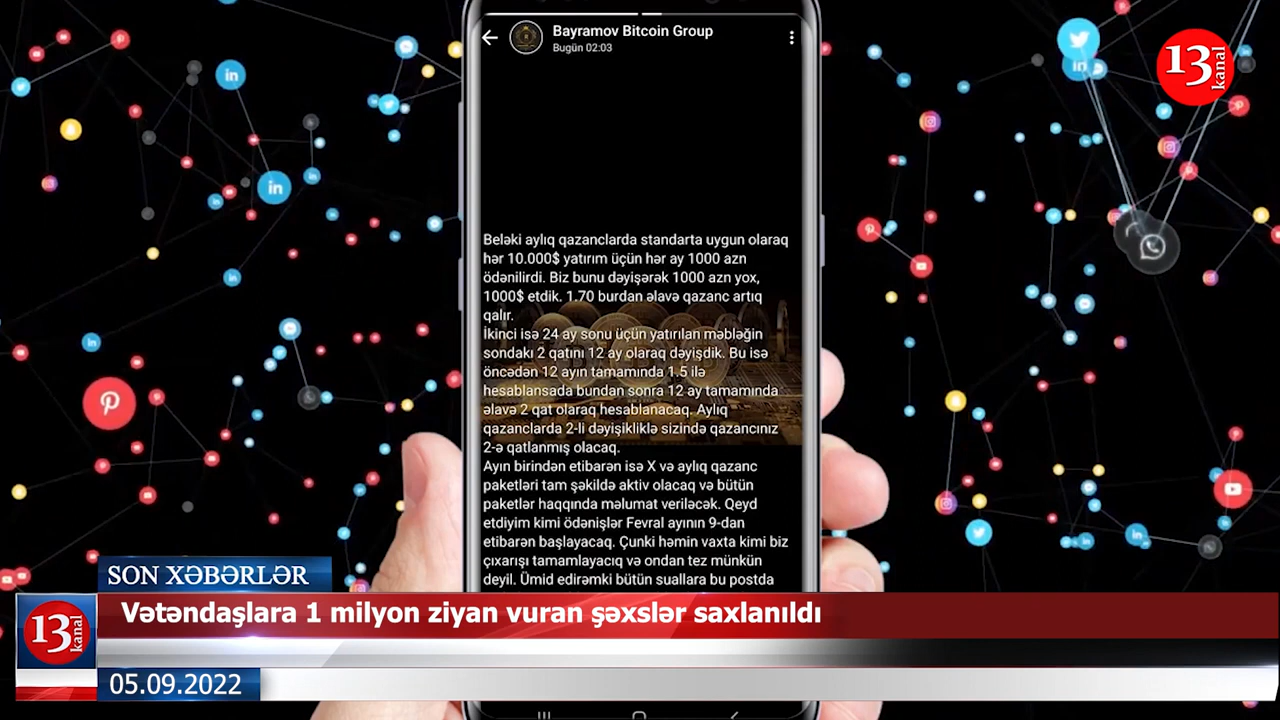 Bayramov Bitcoin Group
Bugün 02:03
13 kanal
Beləki aylıq qazanclarda standarta uygun olaraq
hər 10.000$ yatırım üçün hər ay 1000 azn
ödənilirdi. Biz bunu dəyişərək 1000 azn yox,
1000$ etdik. 1.70 burdan əlavə qazanc artıq
qalır.
İkinci isə 24 ay sonu üçün yatırılan məbləğin
sondakı 2 qatını 12 ay olaraq dəyişdik. Bu isə
öncədən 12 ayın tamamında 1.5 ilə
hesablansada bundan sonra 12 ay tamamında
əlavə 2 qat olaraq hesablanacaq. Aylıq
qazanclarda 2-li dəyişikliklə sizində qazancınız
2-ə qatlanmış olacaq.
Ayın birindən etibarən isə X və aylıq qazanc
paketləri tam şəkildə aktiv olacaq və bütün
paketlər haqqında məlumat veriləcək. Qeyd
etdiyim kimi ödənişlər Fevral ayının 9-dan
etibarən başlayacaq. Çunki həmin vaxta kimi biz
çıxarışı tamamlayacıq və ondan tez münkün
deyil. Ümid edirəmki bütün suallara bu postda
SON XƏBƏRLƏR
Vətəndaşlara 1 milyon ziyan vuran şəxslər saxlanıldı
13 kanal
05.09.2022